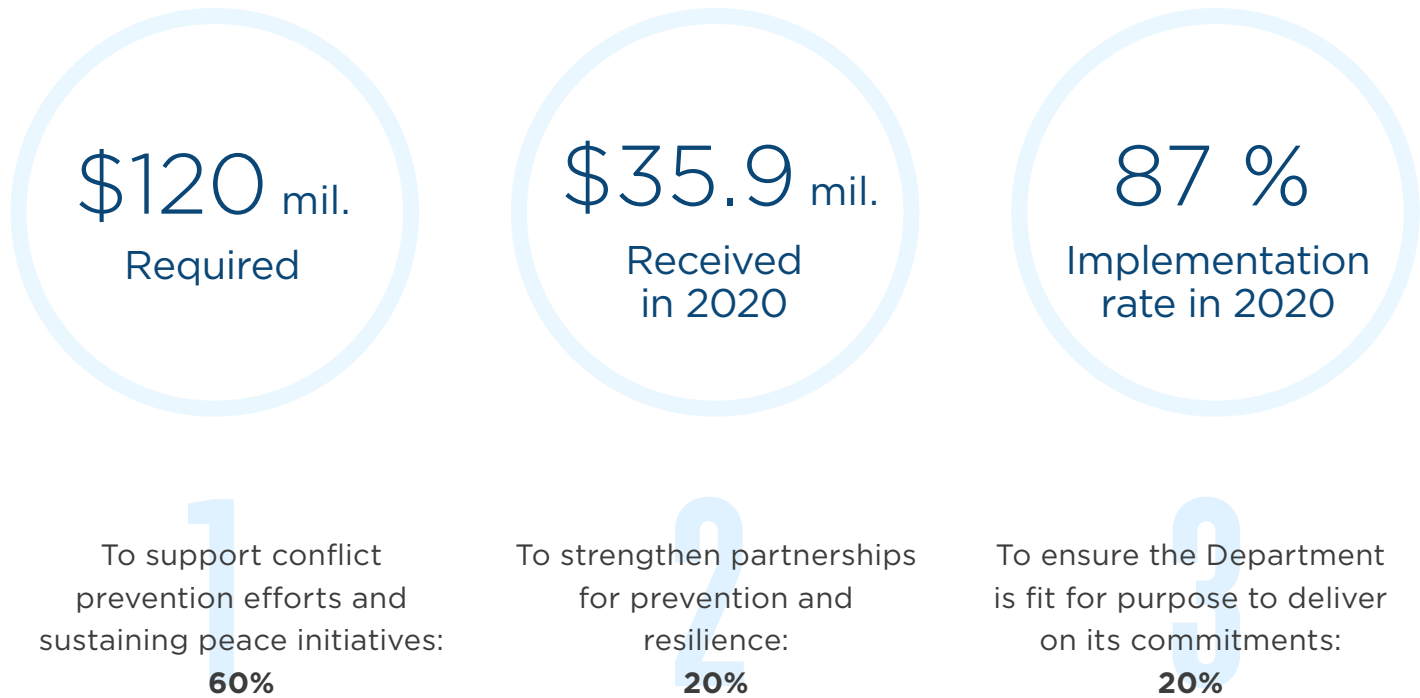 $120 mil.
Required
$35.9 mil.
Received
in 2020
87 %
Implementation
rate in 2020
1
To support conflict
prevention efforts and
sustaining peace initiatives:
60%
2
To strengthen partnerships
for prevention and
resilience:
20%
3
To ensure the Department
is fit for purpose to deliver
on its commitments:
20%